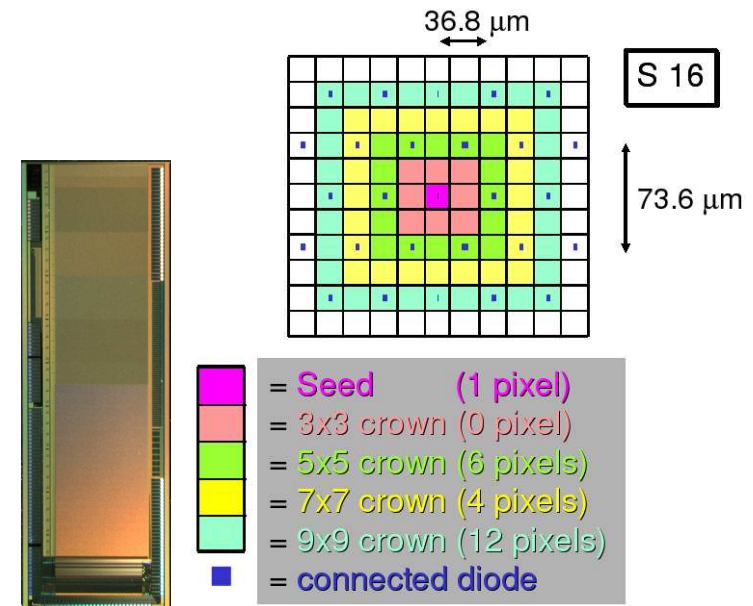 36.8 μm
S 16
73.6 μm
= Seed (1 pixel)
= 3x3 crown (0 pixel)
= 5x5 crown (6 pixels)
= 7x7 crown (4 pixels)
= 9x9 crown (12 pixels)
= connected diode